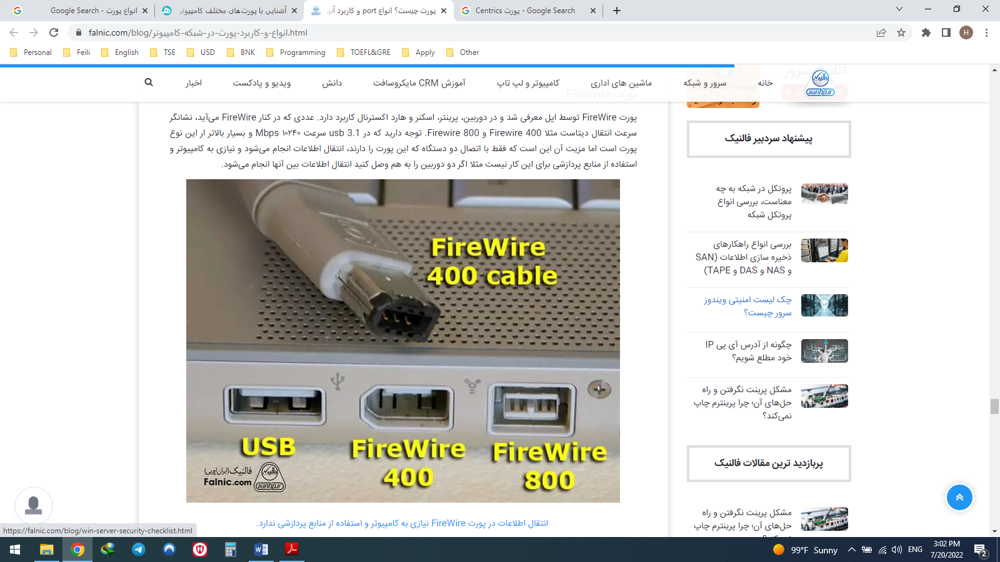 انواع پورت - Google Search
آشنایی با پورت‌های مختلف کامپیوتر
پورت چیست؟ انواع port و کاربرد آنها
Centrics پورت - Google Search
falnic.com/blog/انواع-و-کاربرد-پورت-در-شبکه-کامپیوتر.html
H
Personal
Feili
English
TSE
USD
BNK
Programming
TOEFL&GRE
Apply
Other
خانه
سرور و شبکه
ماشین های اداری
کامپیوتر و لپ تاپ
آموزش CRM مایکروسافت
دانش
ویدیو و پادکست
اخبار
پورت FireWire
پورت FireWire توسط اپل معرفی شد و در دوربین، پرینتر، اسکنر و هارد اکسترنال کاربرد دارد. عددی که در کنار FireWire می‌آید، نشانگر
سرعت انتقال دیتاست مثلا Firewire 400 و Firewire 800. توجه دارید که در usb 3.1 سرعت ۱۰۲۴۰ Mbps و بسیار بالاتر از این نوع
پورت است اما مزیت آن این است که فقط با اتصال دو دستگاه که این پورت را دارند، انتقال اطلاعات انجام می‌شود و نیازی به کامپیوتر و
استفاده از منابع پردازشی برای این کار نیست مثلا اگر دو دوربین را به هم وصل کنید انتقال اطلاعات بین آنها انجام می‌شود.
FireWire
400 cable
USB
FireWire
400
FireWire
800
فالنیک (ایران اچ پی)
Falnic.com
iranhp.ir
انتقال اطلاعات در پورت FireWire نیازی به کامپیوتر و استفاده از منابع پردازشی ندارد.
iranhp.ir
پیشنهاد سردبیر فالنیک
پروتکل در شبکه به چه
معناست، بررسی انواع
پروتکل شبکه
بررسی انواع راهکارهای
ذخیره سازی اطلاعات (SAN
و NAS و DAS و TAPE)
چک لیست امنیتی ویندوز
سرور چیست؟
چگونه از آدرس آی پی IP
خود مطلع شویم؟
مشکل پرینت نگرفتن و راه
حل‌های آن؛ چرا پرینترم چاپ
نمی‌کند؟
پربازدید ترین مقالات فالنیک
مشکل پرینت نگرفتن و راه
حل‌های آن؛ چرا پرینترم چاپ
https://falnic.com/blog/win-server-security-checklist.html
99°F Sunny
ENG
3:02 PM
7/20/2022
2